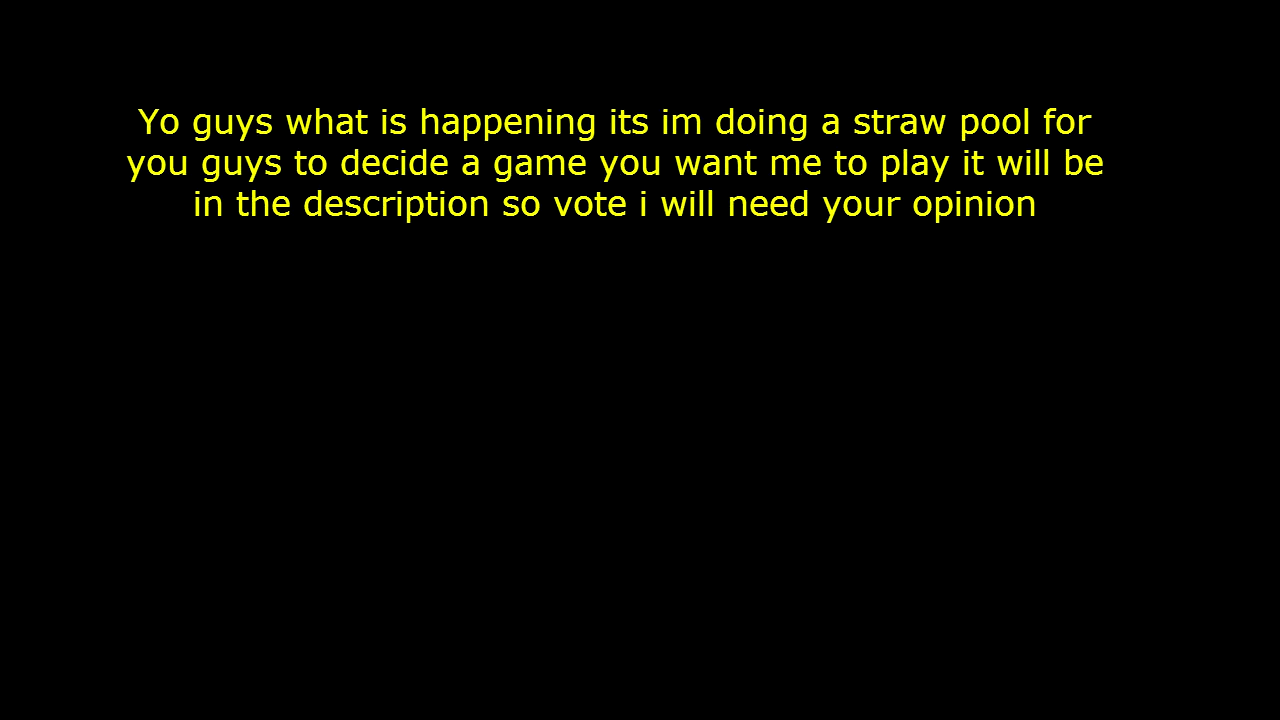 Yo guys what is happening its im doing a straw pool for
you guys to decide a game you want me to play it will be
in the description so vote i will need your opinion